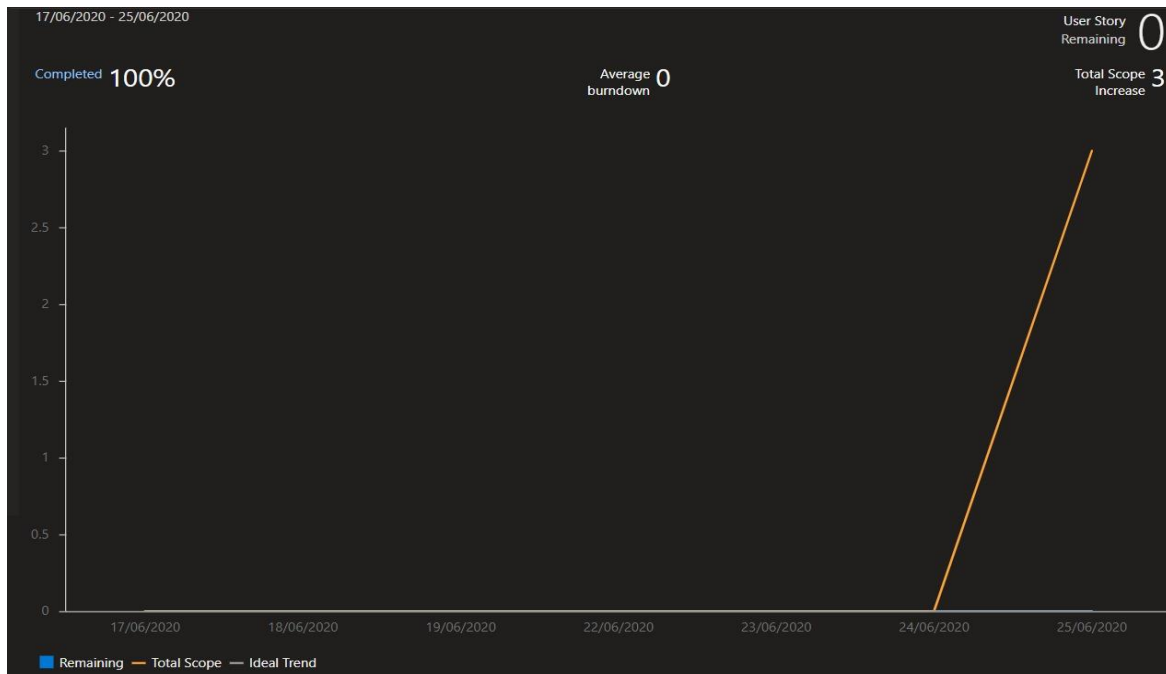 17/06/2020 - 25/06/2020
User Story
Remaining 0
Completed 100%
Average
burndown 0
Total Scope
Increase 3
3
2.5
2
1.5
1
0.5
0
17/06/2020 18/06/2020 19/06/2020 22/06/2020 23/06/2020 24/06/2020 25/06/2020
Remaining Total Scope Ideal Trend